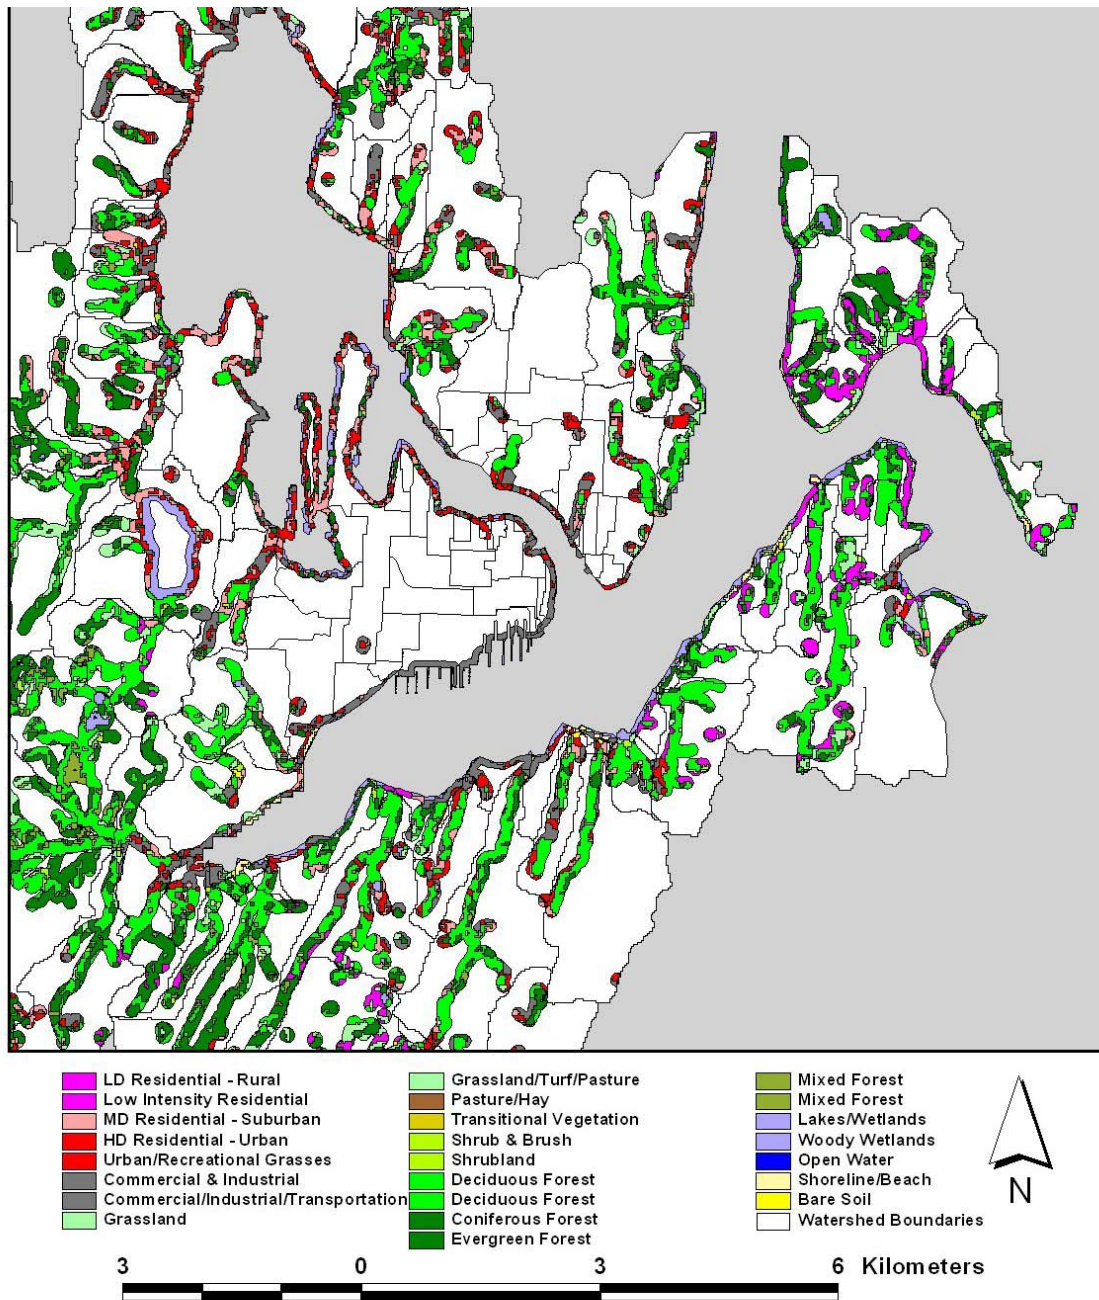 LD Residential - Rural
Low Intensity Residential
MD Residential - Suburban
HD Residential - Urban
Urban/Recreational Grasses
Commercial & Industrial
Commercial/Industrial/Transportation
Grassland
Grassland/Turf/Pasture
Pasture/Hay
Transitional Vegetation
Shrub & Brush
Shrubland
Deciduous Forest
Deciduous Forest
Coniferous Forest
Evergreen Forest
Mixed Forest
Mixed Forest
Lakes/Wetlands
Woody Wetlands
Open Water
Shoreline/Beach
Bare Soil
Watershed Boundaries
N
3 0 3 6 Kilometers